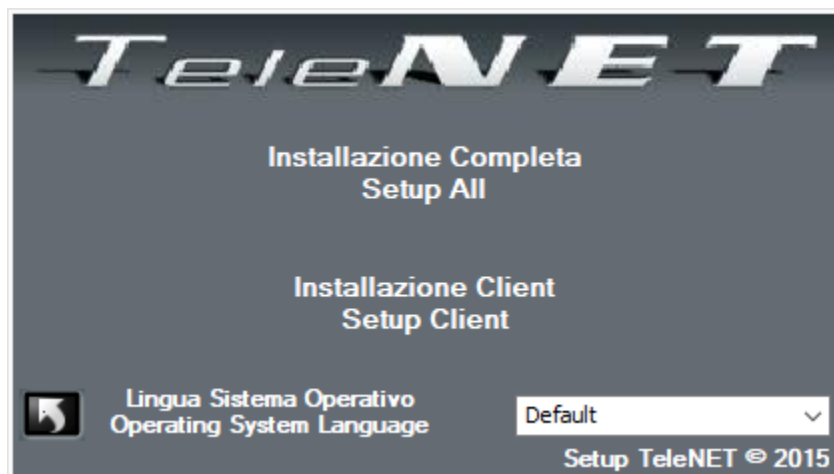 TeleNET
Installazione Completa
Setup All
Installazione Client
Setup Client
Lingua Sistema Operativo
Operating System Language
Default
Setup TeleNET © 2015